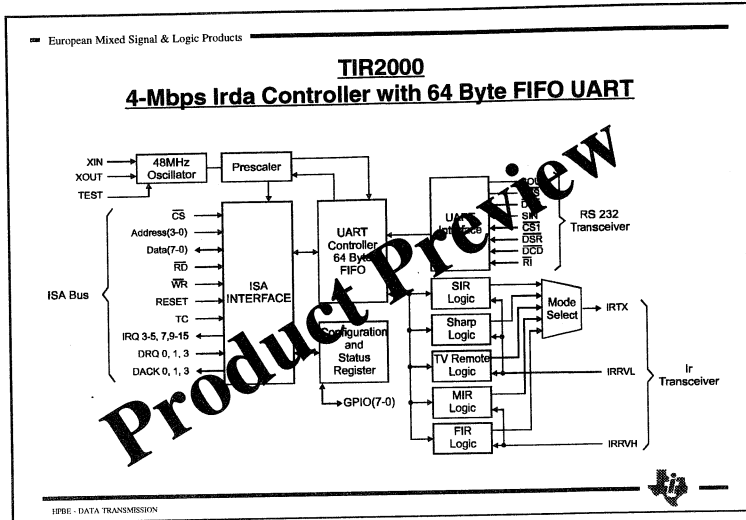 European Mixed Signal & Logic Products
TIR2000
4-Mbps Irda Controller with 64 Byte FIFO UART
XIN
XOUT
TEST
48MHz
Oscillator
Prescaler
ISA Bus
CS
Address(3-0)
Data(7-0)
RD
WR
RESET
TC
IRQ 3-5, 7,9-15
DRQ 0, 1, 3
DACK 0, 1, 3
ISA
INTERFACE
UART
Controller
64 Byte
FIFO
Configuration
and
Status
Register
GPIO(7-0)
UART
Interface
SIN
DSR
DCD
RI
RS 232
Transceiver
SIR
Logic
Sharp
Logic
TV Remote
Logic
MIR
Logic
FIR
Logic
Mode
Select
IRTX
IRRVL
IRRVH
Ir
Transceiver
Product Preview
HPBE - DATA TRANSMISSION